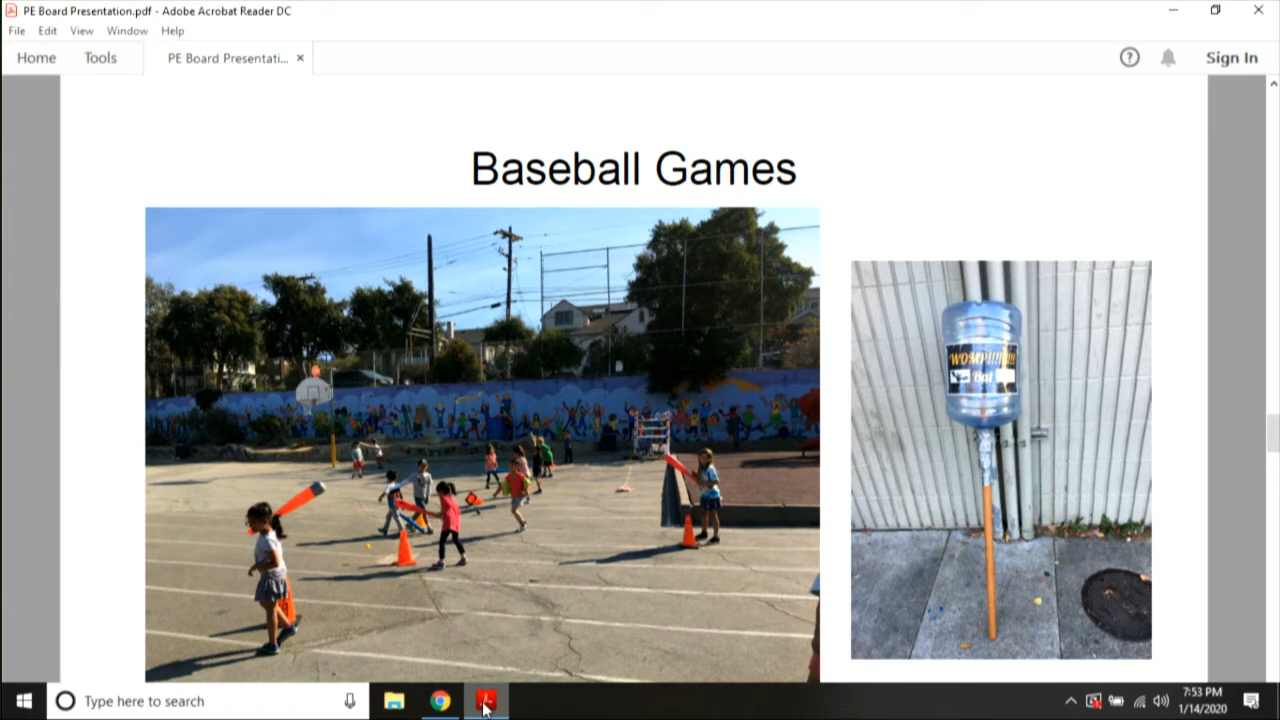 PE Board Presentation.pdf - Adobe Acrobat Reader DC
File Edit View Window Help
Home Tools PE Board Presentati... × ? Sign In
Baseball Games
WOMP!!!!!!!!
Bat
Type here to search
7:53 PM
1/14/2020